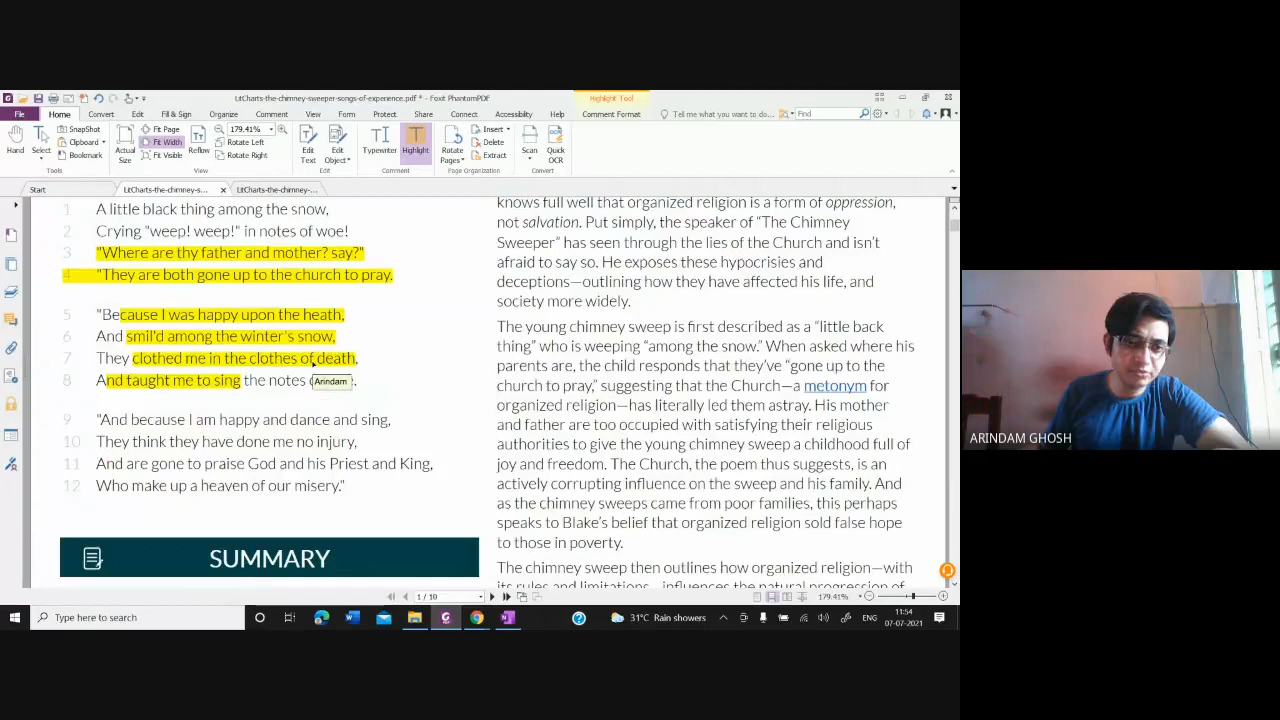 LitCharts-the-chimney-sweeper-songs-of-experience.pdf * - Foxit PhantomPDF
Highlight Tool
File Home Convert Edit Fill & Sign Organize Comment View Form Protect Share Connect Accessibility Help Comment Format Tell me what you want to do... Find
Hand
Select
SnapShot
Clipboard
Bookmark
Tools
Actual Size
Fit Page
Fit Width
Fit Visible
Reflow
179.41%
Rotate Left
Rotate Right
View
Edit Text
Edit Object
Edit
Typewriter
Highlight
Comment
Rotate Pages
Insert
Delete
Extract
Page Organization
Scan
Quick OCR
Convert
Start
LitCharts-the-chimney-s...
LitCharts-the-chimney-...
1 A little black thing among the snow,
2 Crying "weep! weep!" in notes of woe!
3 "Where are thy father and mother? say?"
4 "They are both gone up to the church to pray.
5 "Because I was happy upon the heath,
6 And smil'd among the winter's snow,
7 They clothed me in the clothes of death,
8 And taught me to sing the notes
Arindam
9 "And because I am happy and dance and sing,
10 They think they have done me no injury,
11 And are gone to praise God and his Priest and King,
12 Who make up a heaven of our misery."
SUMMARY
knows full well that organized religion is a form of oppression,
not salvation. Put simply, the speaker of “The Chimney
Sweeper” has seen through the lies of the Church and isn’t
afraid to say so. He exposes these hypocrisies and
deceptions—outlining how they have affected his life, and
society more widely.
The young chimney sweep is first described as a “little back
thing” who is weeping “among the snow.” When asked where his
parents are, the child responds that they’ve “gone up to the
church to pray,” suggesting that the Church—a metonym for
organized religion—has literally led them astray. His mother
and father are too occupied with satisfying their religious
authorities to give the young chimney sweep a childhood full of
joy and freedom. The Church, the poem thus suggests, is an
actively corrupting influence on the sweep and his family. And
as the chimney sweeps came from poor families, this perhaps
speaks to Blake’s belief that organized religion sold false hope
to those in poverty.
The chimney sweep then outlines how organized religion—with
its rules and limitations—influences the natural progression of
1 / 10
179.41%
Type here to search
31°C Rain showers
ENG
11:54
07-07-2021
ARINDAM GHOSH